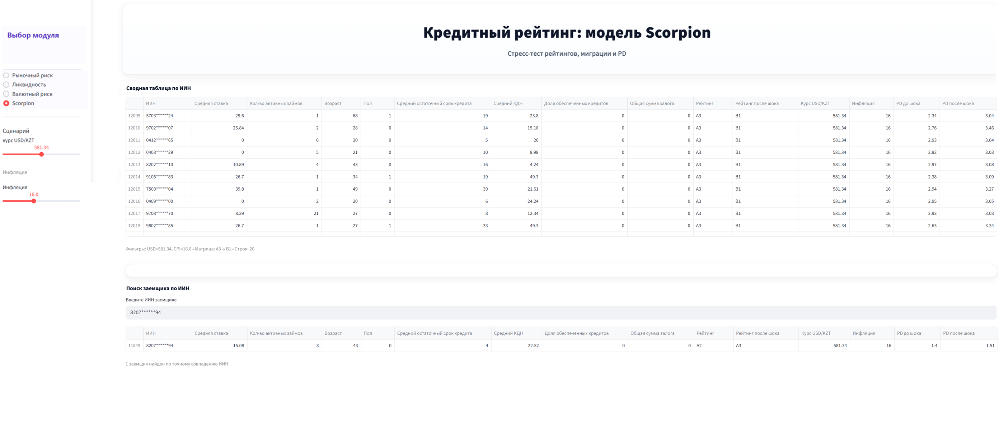 Выбор модуля
Рыночный риск
Ликвидность
Валютный риск
Scorpion
Сценарий
курс USD/KZT
581.34
Инфляция
Инфляция
16.0
Кредитный рейтинг: модель Scorpion
Стресс-тест рейтингов, миграции и PD
Сводная таблица по ИИН
ИИН Средняя ставка Кол-во активных займов Возраст Пол Средний остаточный срок кредита Средний КДН Доля обеспеченных кредитов Общая сумма залога Рейтинг Рейтинг после шока Курс USD/KZT Инфляция PD до шока PD после шока
12009 5703******24 29.6 1 68 1 19 23.8 0 0 A3 B1 581.34 16 2.34 3.04
12010 9702******07 25.84 2 28 0 14 15.18 0 0 A3 B1 581.34 16 2.76 3.46
12011 0412******65 0 6 20 0 5 20 0 0 A3 B1 581.34 16 2.93 3.04
12012 0403******29 0 5 21 0 10 8.98 0 0 A3 B1 581.34 16 2.92 3.03
12013 8202******10 10.89 4 43 0 16 4.24 0 0 A3 B1 581.34 16 2.97 3.08
12014 9105******83 26.7 1 34 1 19 49.3 0 0 A3 B1 581.34 16 2.38 3.09
12015 7509******04 39.8 1 49 0 39 21.61 0 0 A3 B1 581.34 16 2.94 3.27
12016 0409******00 0 2 20 0 6 24.24 0 0 A3 B1 581.34 16 2.95 3.05
12017 9708******70 8.39 21 27 0 8 12.34 0 0 A3 B1 581.34 16 2.93 3.03
12018 9802******85 26.7 1 27 1 33 49.3 0 0 A3 B1 581.34 16 2.63 3.34
Фильтры: USD=581.34, CPI=16.0 • Матрица: A3 → B1 • Строк: 20
Поиск заемщика по ИИН
Введите ИИН заемщика
8207******94
ИИН Средняя ставка Кол-во активных займов Возраст Пол Средний остаточный срок кредита Средний КДН Доля обеспеченных кредитов Общая сумма залога Рейтинг Рейтинг после шока Курс USD/KZT Инфляция PD до шока PD после шока
11849 8207******94 15.08 3 43 0 4 22.52 0 0 A2 A3 581.34 16 1.4 1.51
1 заемщик найден по точному совпадению ИИН.